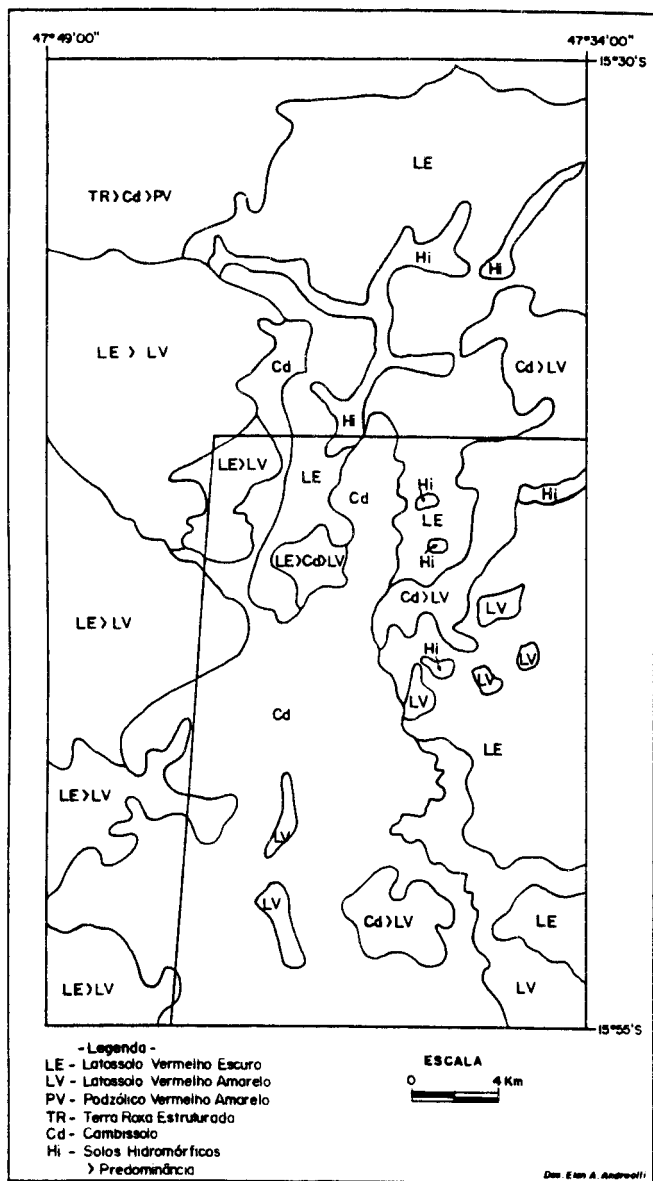 47°49'00" 47°34'00"
15°30'S
LE
TR>Cd>PV
Hi
Hi
LE > LV
Cd
Cd>LV
Hi
LE>LV
LE
Cd
Hi
Hi
LE
Hi
LE>Cd>LV
Cd>LV
LV
LE>LV
Hi
LV
LV
LV
Cd
LE
LE>LV
LV
LV
Cd>LV
LE
LE>LV
LV
15°55'S
- Legenda -
LE - Latossolo Vermelho Escuro
LV - Latossolo Vermelho Amarelo
PV - Podzólico Vermelho Amarelo
TR - Terra Roxa Estruturada
Cd - Cambissolo
Hi - Solos Hidromórficos
> Predominância
ESCALA
0 4 Km
Des. Elan A. Andreolli